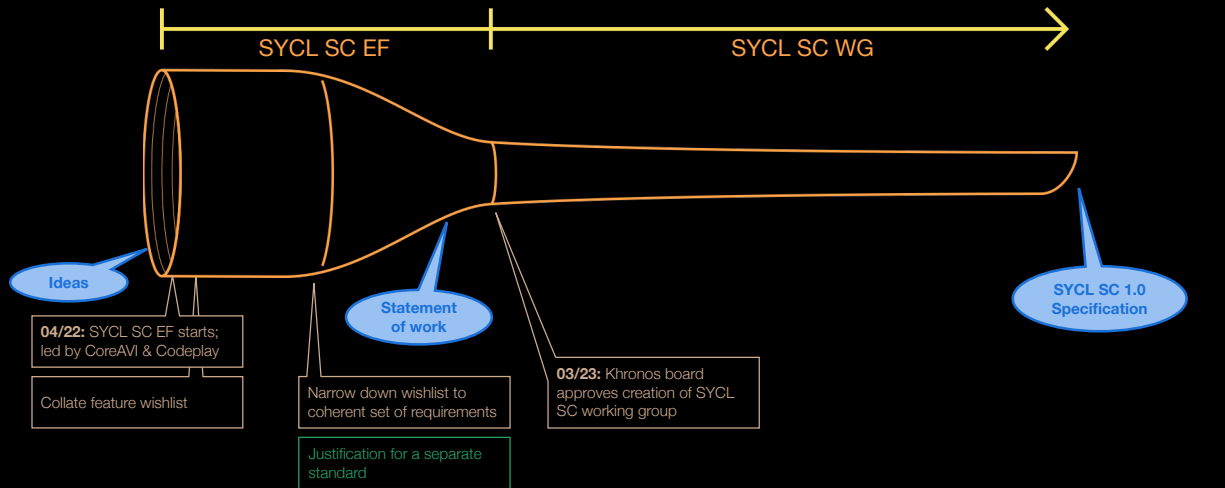 SYCL SC EF
SYCL SC WG
Ideas
Statement
of work
SYCL SC 1.0
Specification
04/22: SYCL SC EF starts;
led by CoreAVI & Codeplay
Collate feature wishlist
Narrow down wishlist to
coherent set of requirements
Justification for a separate
standard
03/23: Khronos board
approves creation of SYCL
SC working group